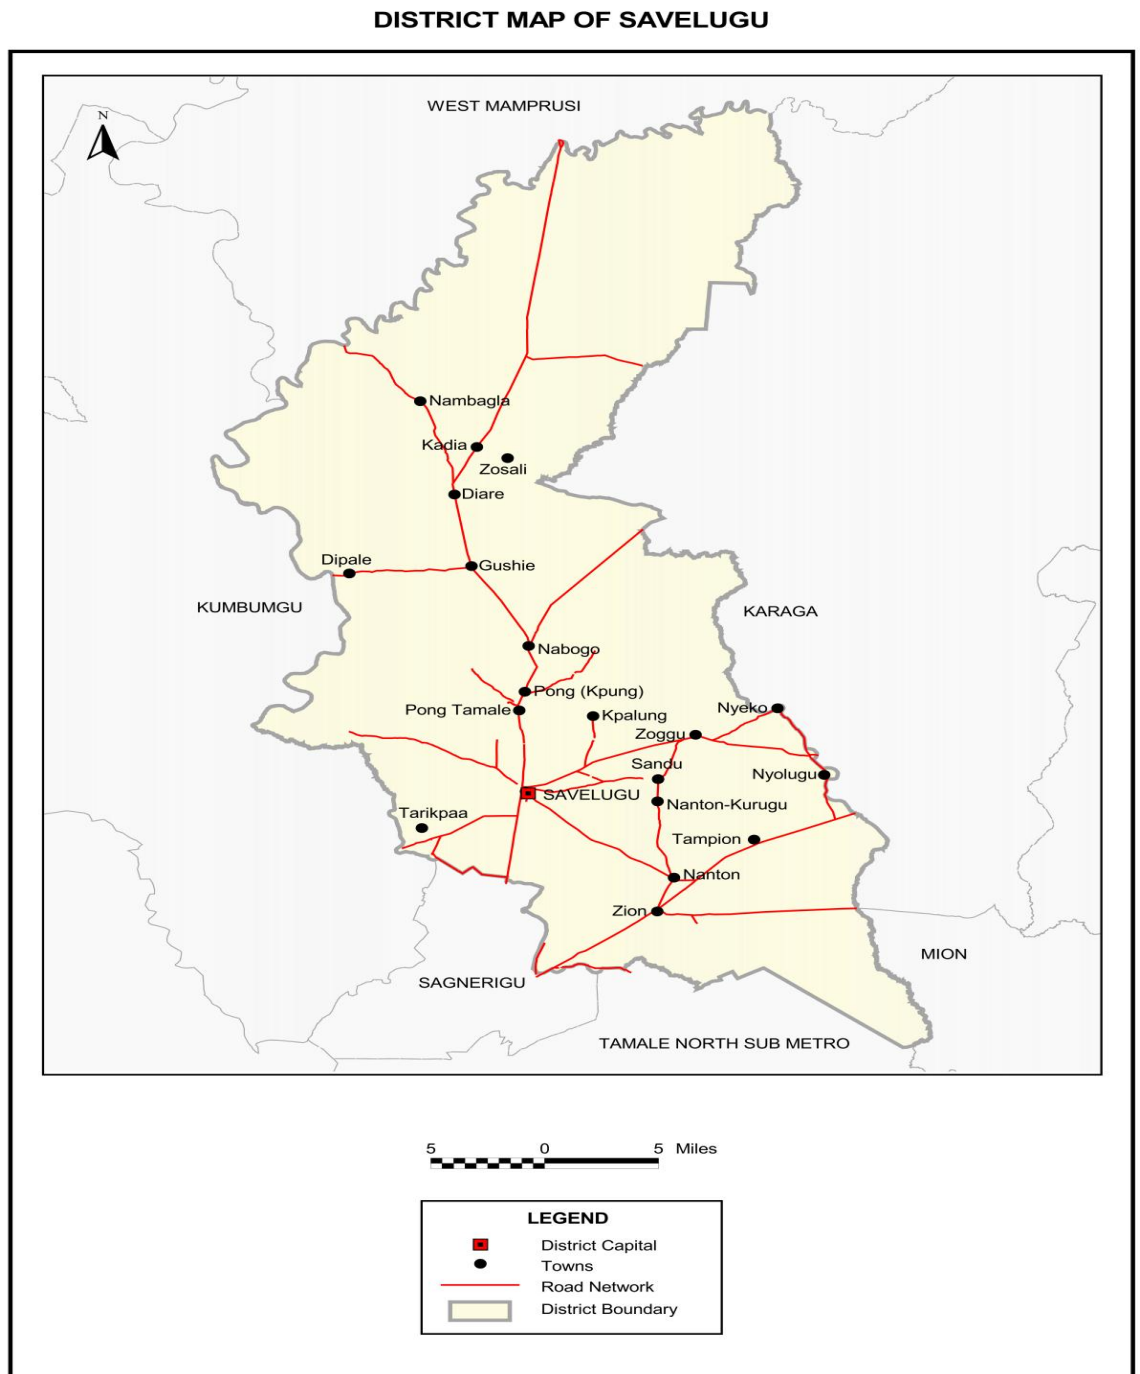 DISTRICT MAP OF SAVELUGU
WEST MAMPRUSI
N
Nambagla
Kadia
Zosali
Diare
Dipale
Gushie
KUMBUMGU
KARAGA
Nabogo
Pong (Kpung)
Pong Tamale
Kpalung
Nyeko
Zoggu
Sandu
Nyolugu
SAVELUGU
Nanton-Kurugu
Tarikpaa
Tampion
Nanton
Zion
MION
SAGNERIGU
TAMALE NORTH SUB METRO
5 0 5 Miles
LEGEND
District Capital
Towns
Road Network
District Boundary